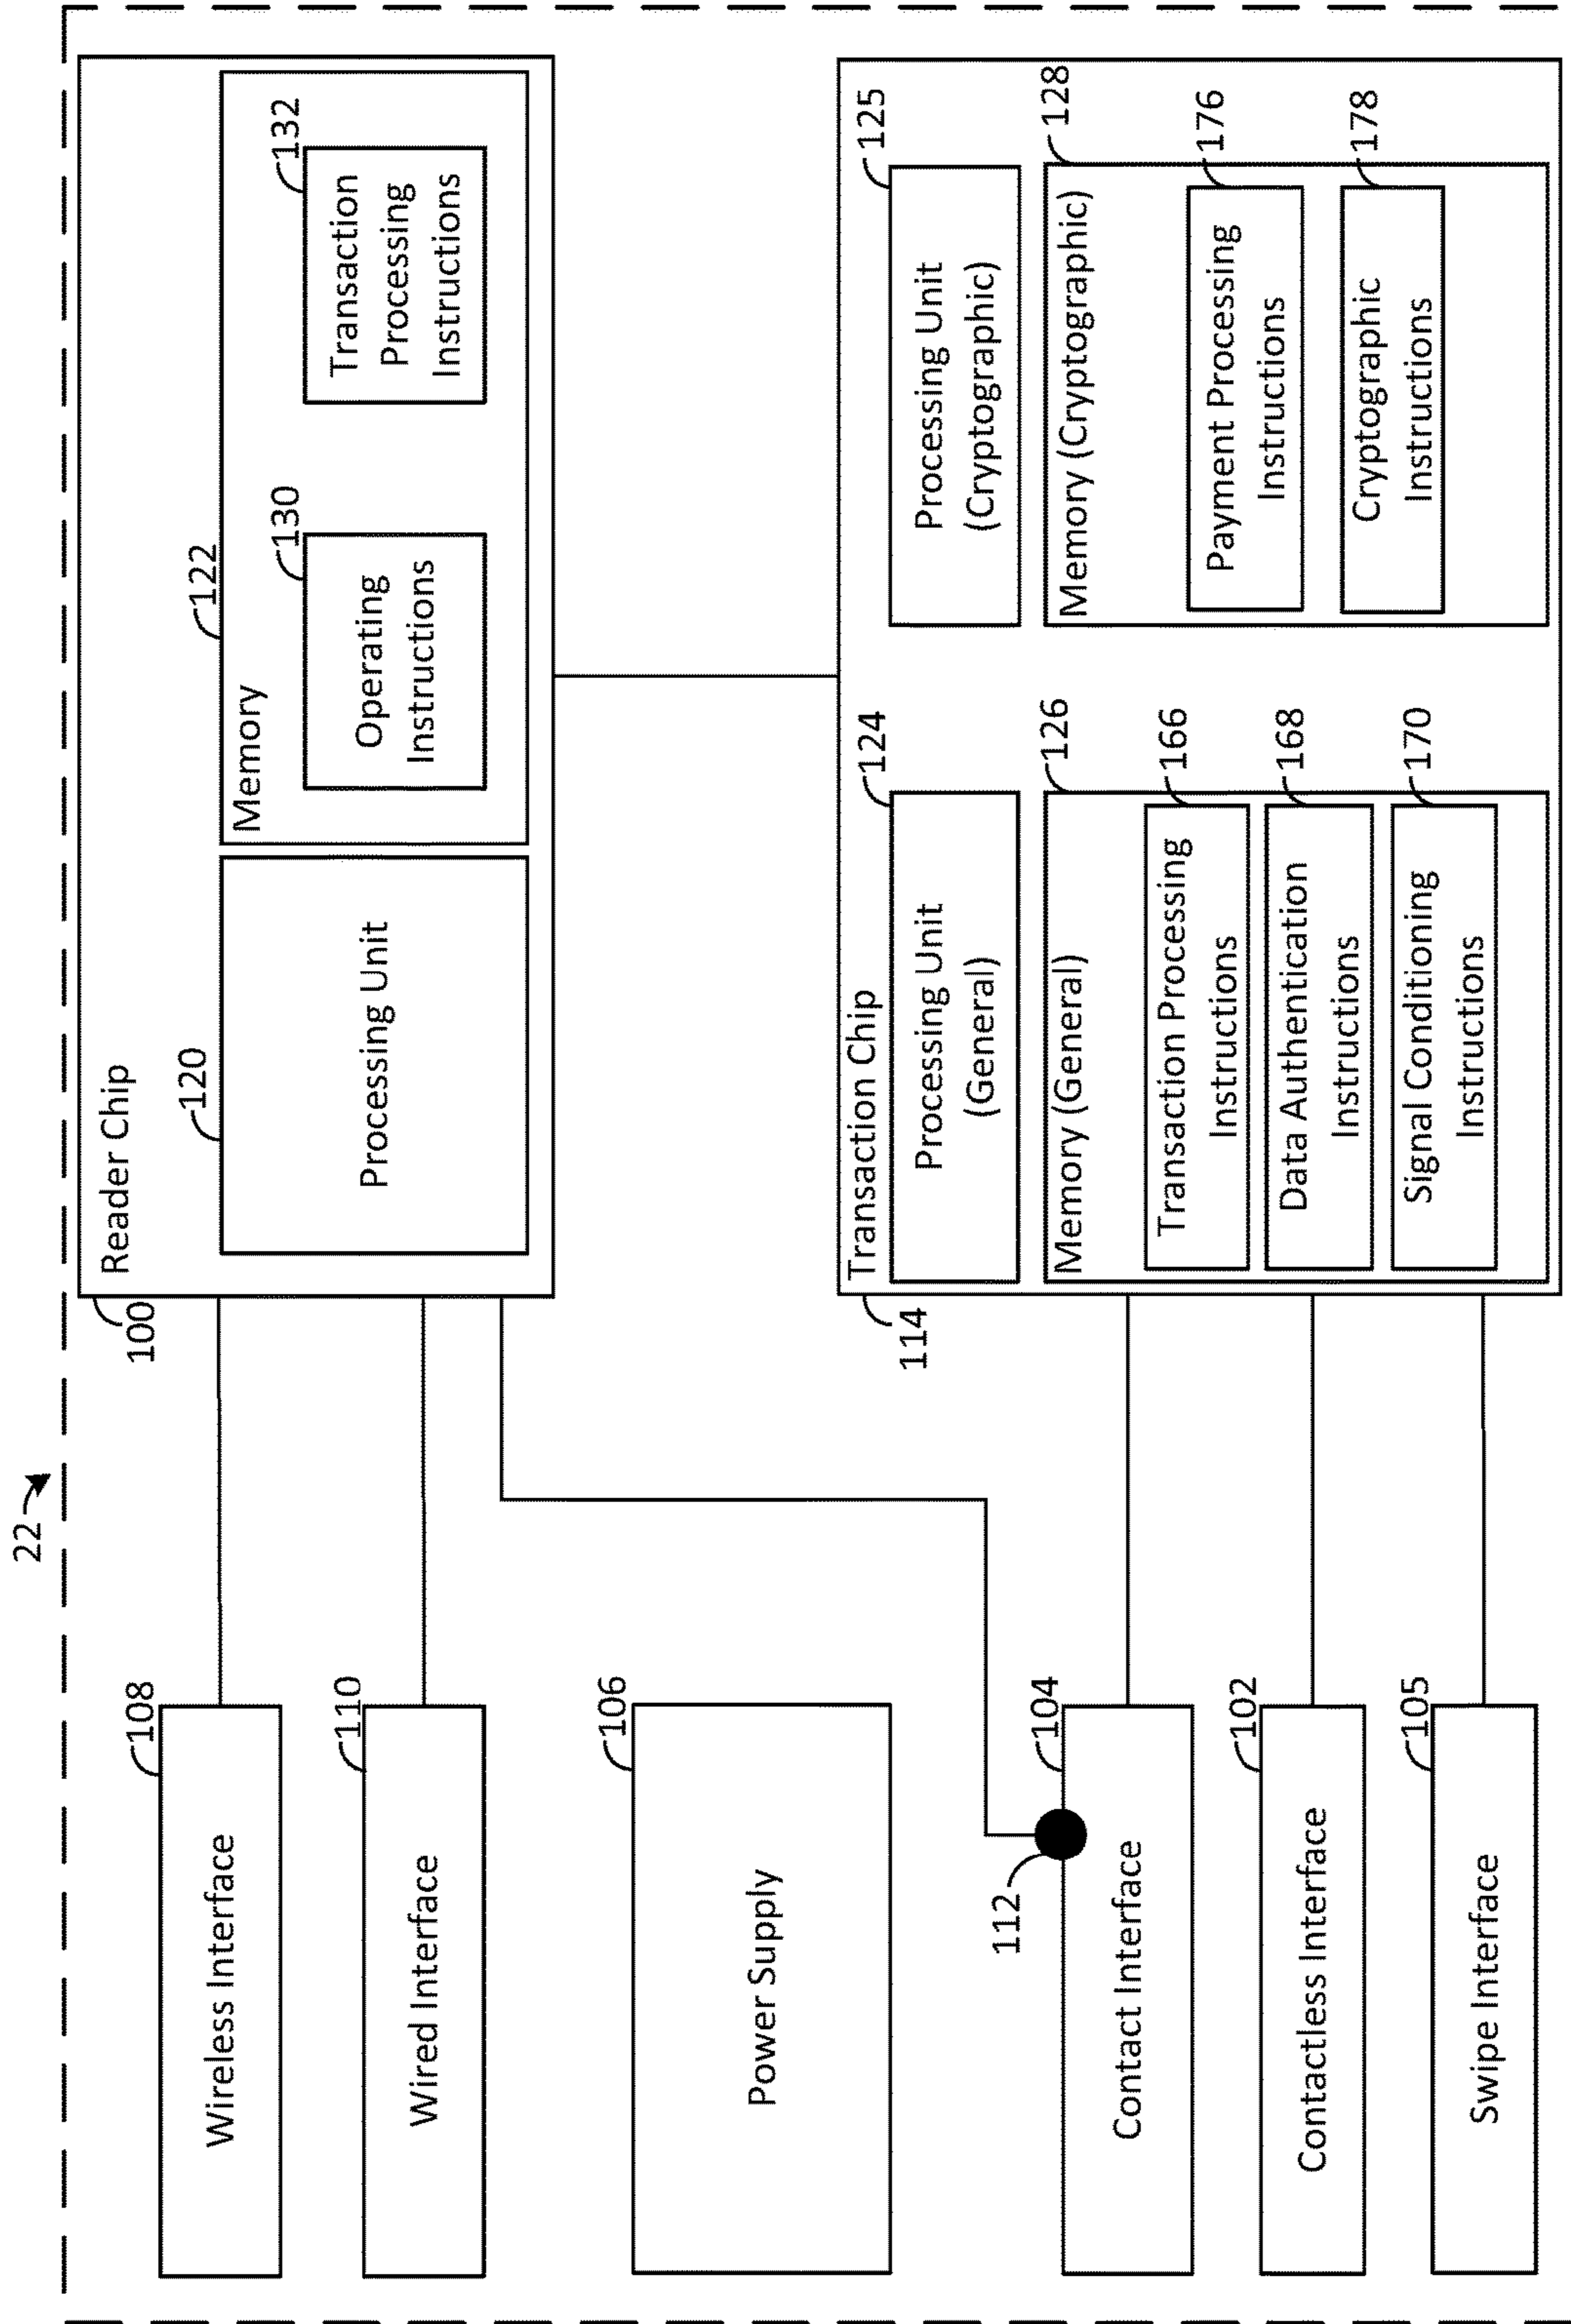 22
108
Wireless Interface
110
Wired Interface
106
Power Supply
112
104
Contact Interface
102
Contactless Interface
105
Swipe Interface
100
Reader Chip
120
Processing Unit
122
Memory
130
Operating
Instructions
132
Transaction
Processing
Instructions
114
Transaction Chip
124
Processing Unit
(General)
126
Memory (General)
166
Transaction Processing
Instructions
168
Data Authentication
Instructions
170
Signal Conditioning
Instructions
125
Processing Unit
(Cryptographic)
128
Memory (Cryptographic)
176
Payment Processing
Instructions
178
Cryptographic
Instructions